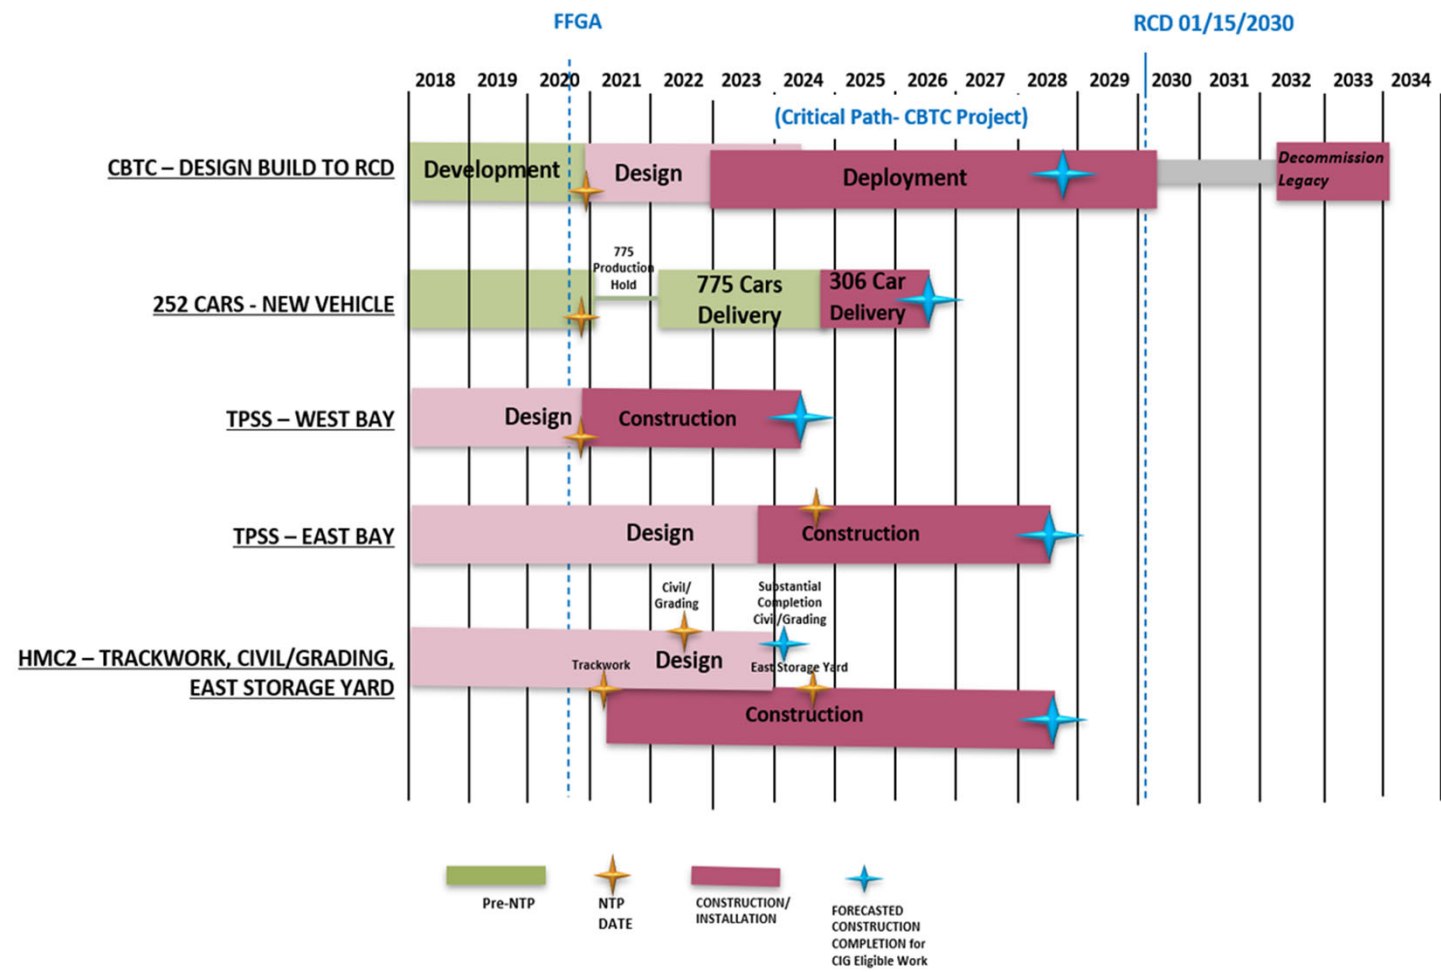 FFGA
RCD 01/15/2030
2018 2019 2020 2021 2022 2023 2024 2025 2026 2027 2028 2029 2030 2031 2032 2033 2034
(Critical Path- CBTC Project)
CBTC – DESIGN BUILD TO RCD
Development
Design
Deployment
Decommission
Legacy
252 CARS - NEW VEHICLE
775
Production
Hold
775 Cars
Delivery
306 Car
Delivery
TPSS – WEST BAY
Design
Construction
TPSS – EAST BAY
Design
Construction
HMC2 – TRACKWORK, CIVIL/GRADING,
EAST STORAGE YARD
Civil/
Grading
Substantial
Completion
Civil/Grading
Trackwork
Design
East Storage Yard
Construction
Pre-NTP
NTP
DATE
CONSTRUCTION/
INSTALLATION
FORECASTED
CONSTRUCTION
COMPLETION for
CIG Eligible Work